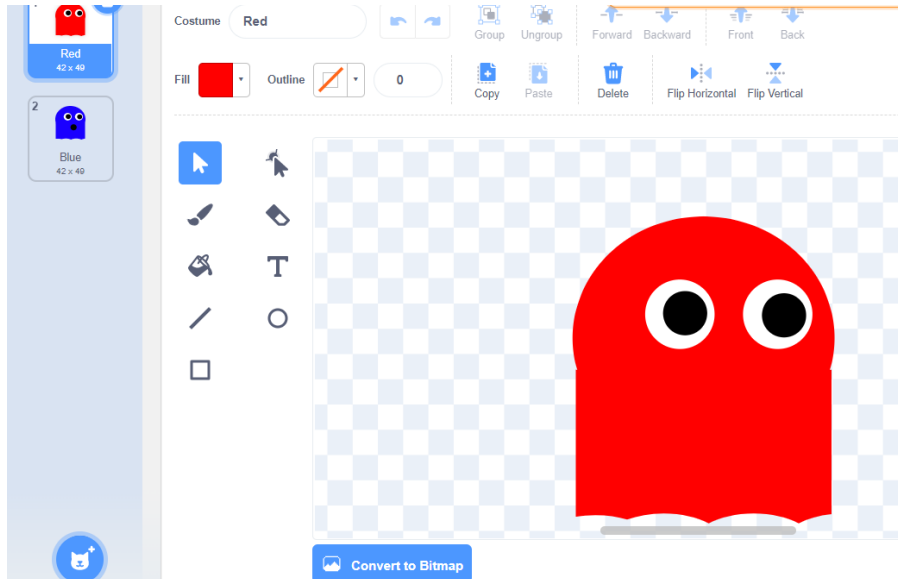 Costume Red
Group Ungroup Forward Backward Front Back
Red
42 x 49
Fill Outline 0
Copy Paste Delete Flip Horizontal Flip Vertical
2
Blue
42 x 49
T
Convert to Bitmap